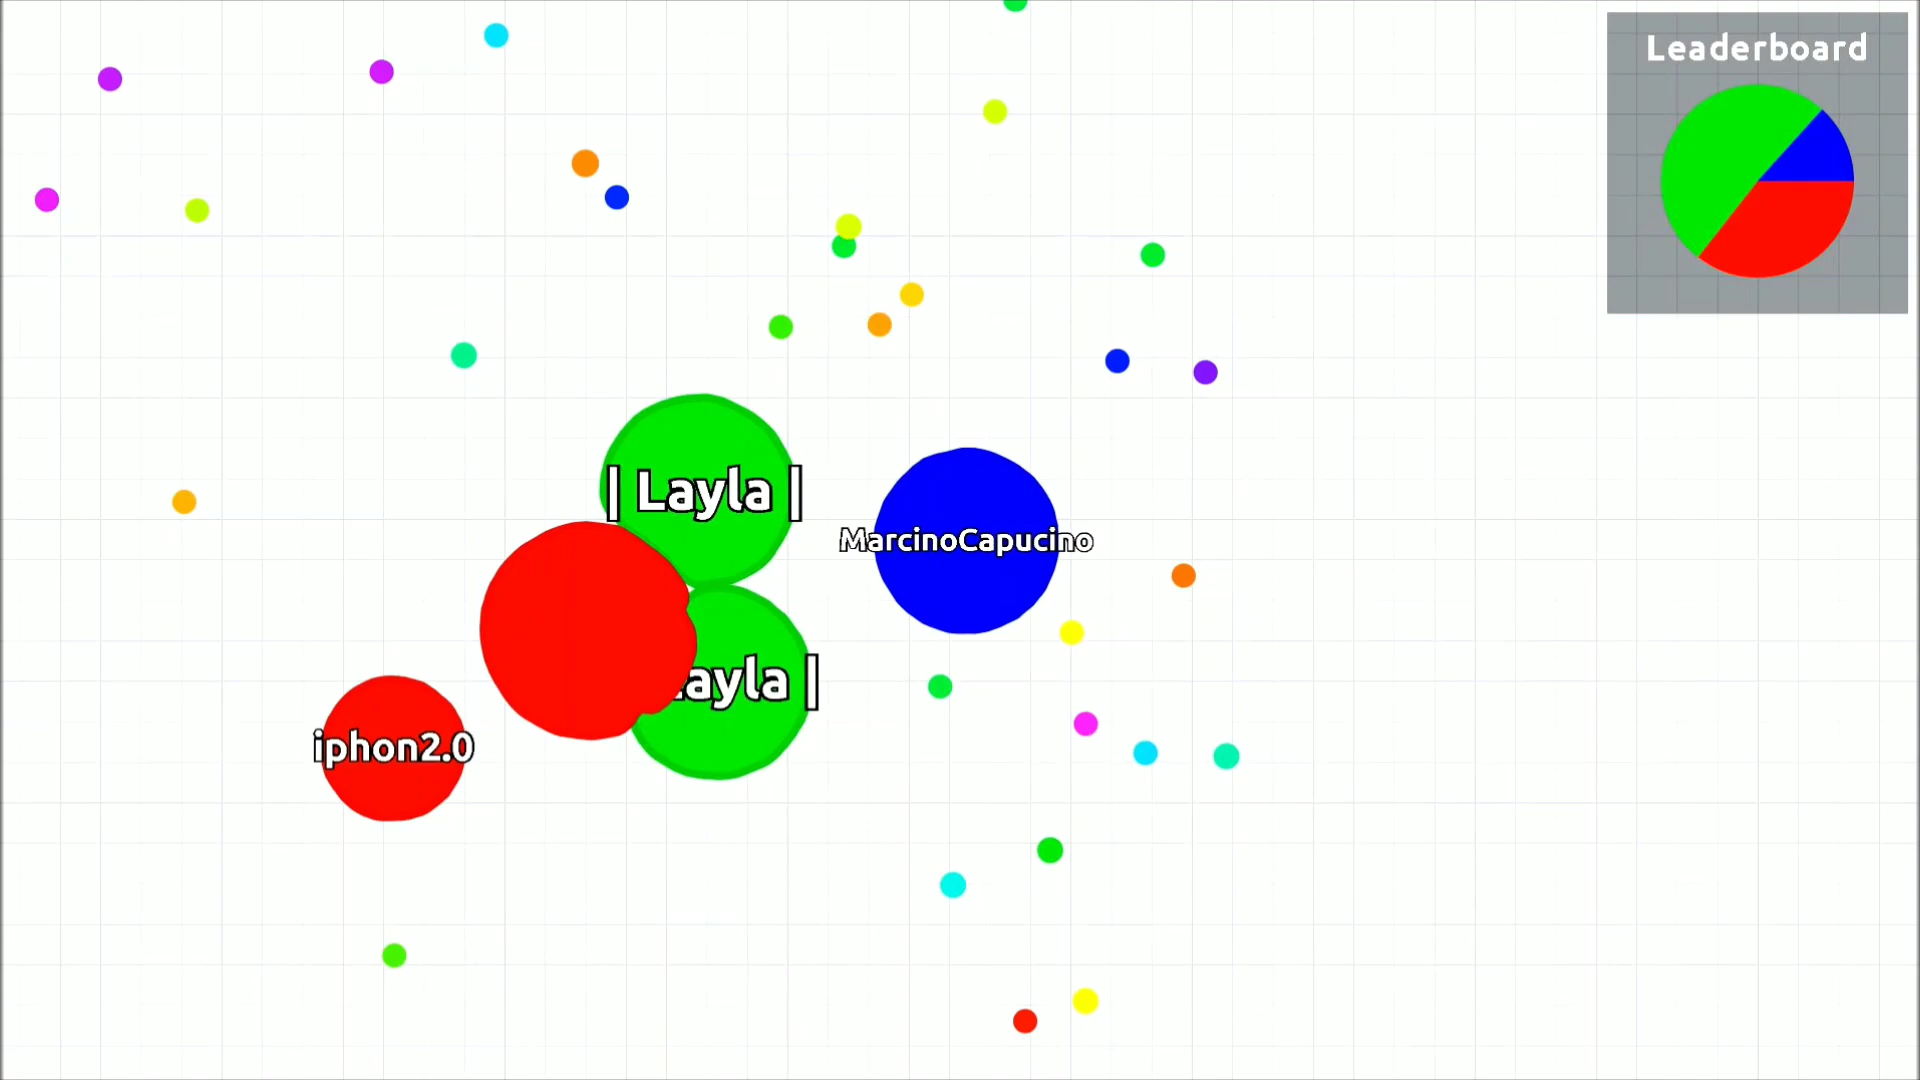 Leaderboard
| Layla |
MarcinoCapucino
ayla |
iphon2.0